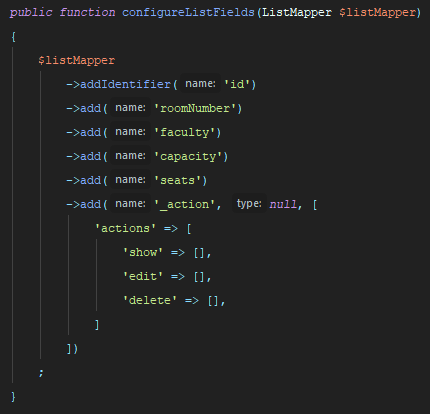 public function configureListFields(ListMapper $listMapper)
{
$listMapper
->addIdentifier( name: 'id')
->add( name: 'roomNumber')
->add( name: 'faculty')
->add( name: 'capacity')
->add( name: 'seats')
->add( name: '_action', type: null, [
'actions' => [
'show' => [],
'edit' => [],
'delete' => [],
]
])
;
}